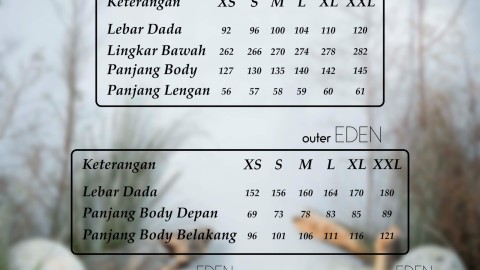 Keterangan XS S M L XL XXL
Lebar Dada 92 96 100 104 110 120
Lingkar Bawah 262 266 270 274 278 282
Panjang Body 127 130 135 140 142 145
Panjang Lengan 56 57 58 59 60 61
outer EDEN
Keterangan XS S M L XL XXL
Lebar Dada 152 156 160 164 170 180
Panjang Body Depan 69 73 78 83 85 89
Panjang Body Belakang 96 101 106 111 116 121
EDEN EDEN